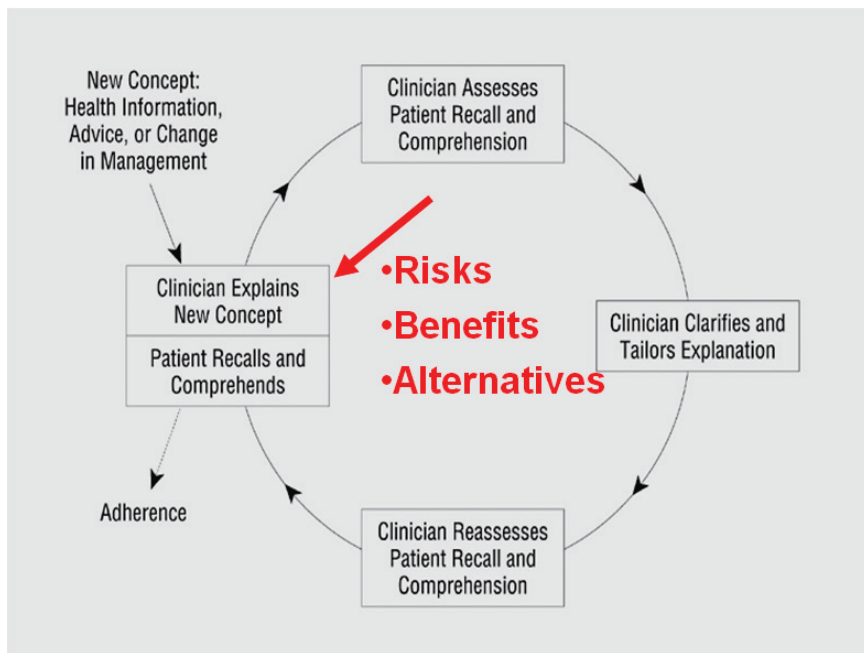 New Concept:
Health Information,
Advice, or Change
in Management
Clinician Assesses
Patient Recall and
Comprehension
Clinician Explains
New Concept
Patient Recalls and
Comprehends
•Risks
•Benefits
•Alternatives
Clinician Clarifies and
Tailors Explanation
Adherence
Clinician Reassesses
Patient Recall and
Comprehension